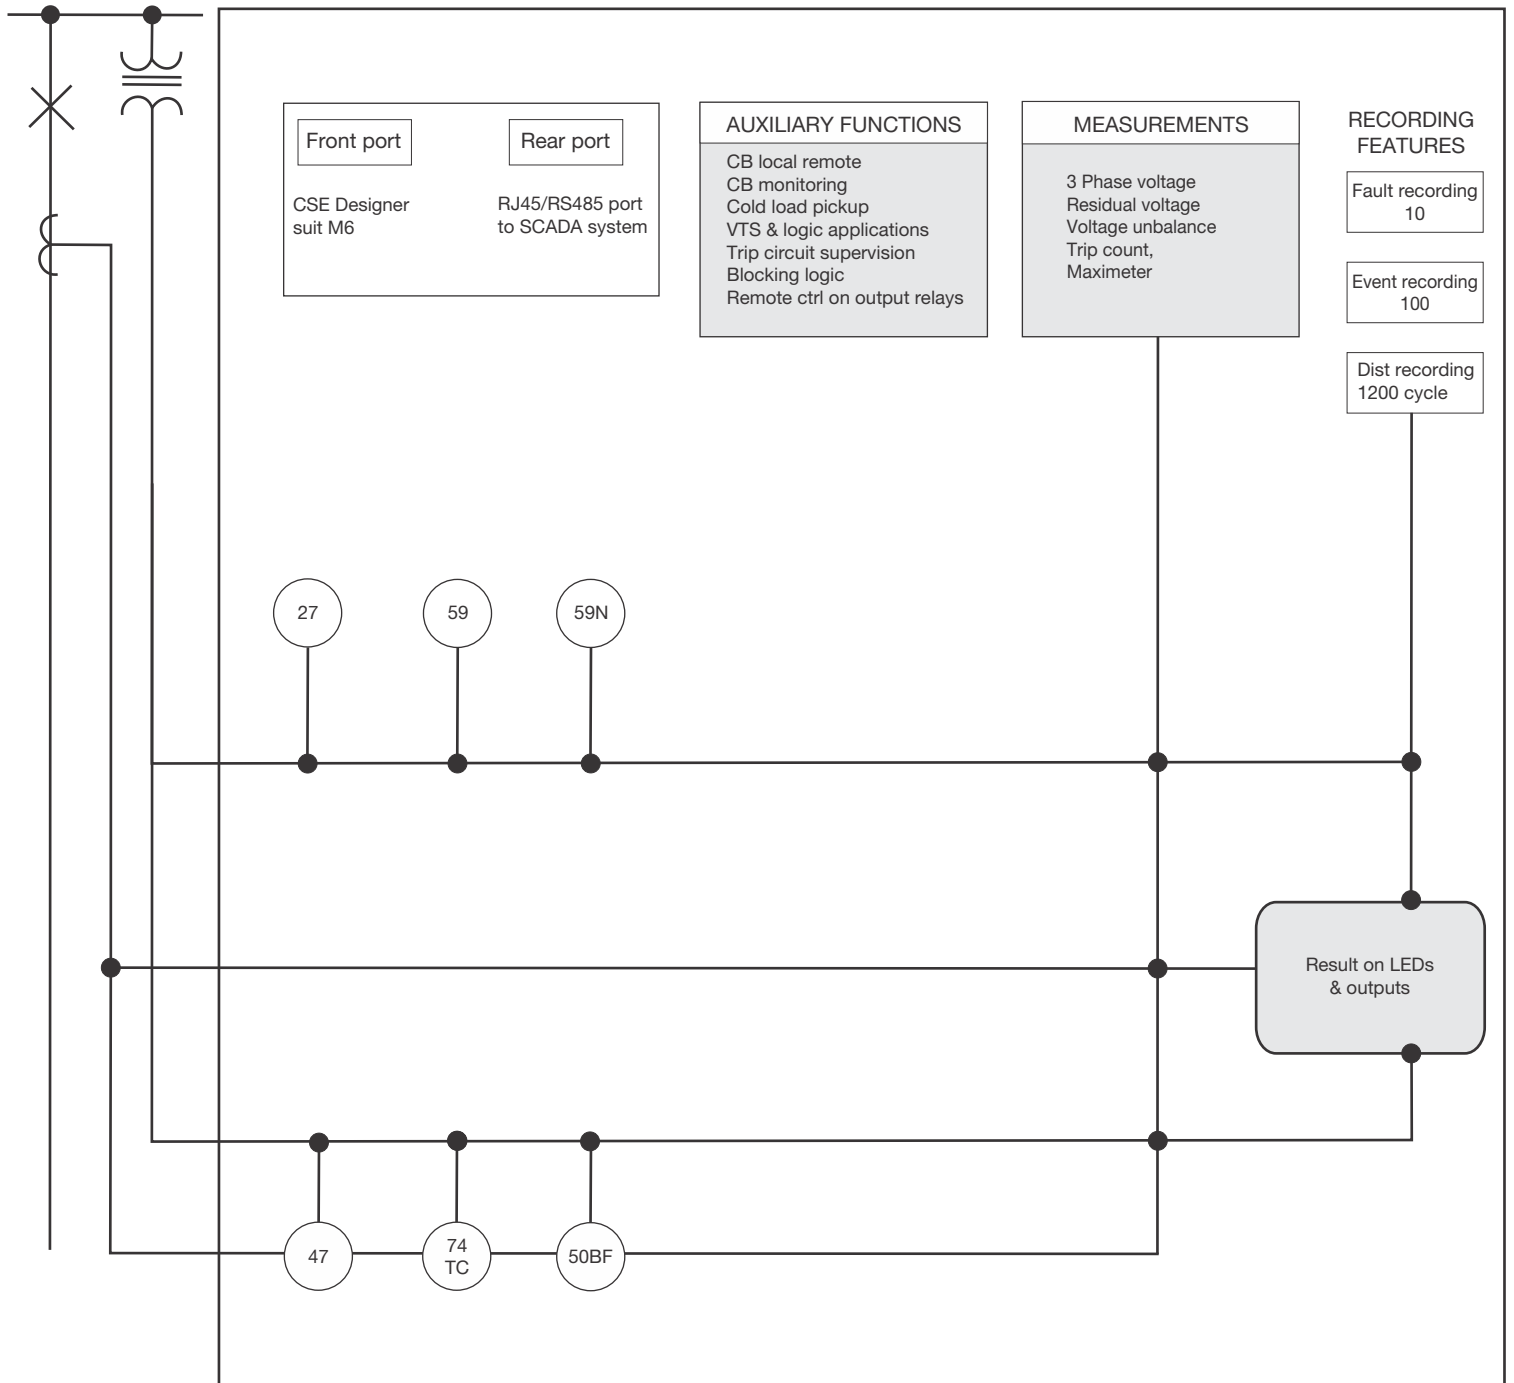 Front port
Rear port
CSE Designer
suit M6
RJ45/RS485 port
to SCADA system
AUXILIARY FUNCTIONS
CB local remote
CB monitoring
Cold load pickup
VTS & logic applications
Trip circuit supervision
Blocking logic
Remote ctrl on output relays
MEASUREMENTS
3 Phase voltage
Residual voltage
Voltage unbalance
Trip count,
Maximeter
RECORDING
FEATURES
Fault recording
10
Event recording
100
Dist recording
1200 cycle
27
59
59N
Result on LEDs
& outputs
47
74
TC
50BF